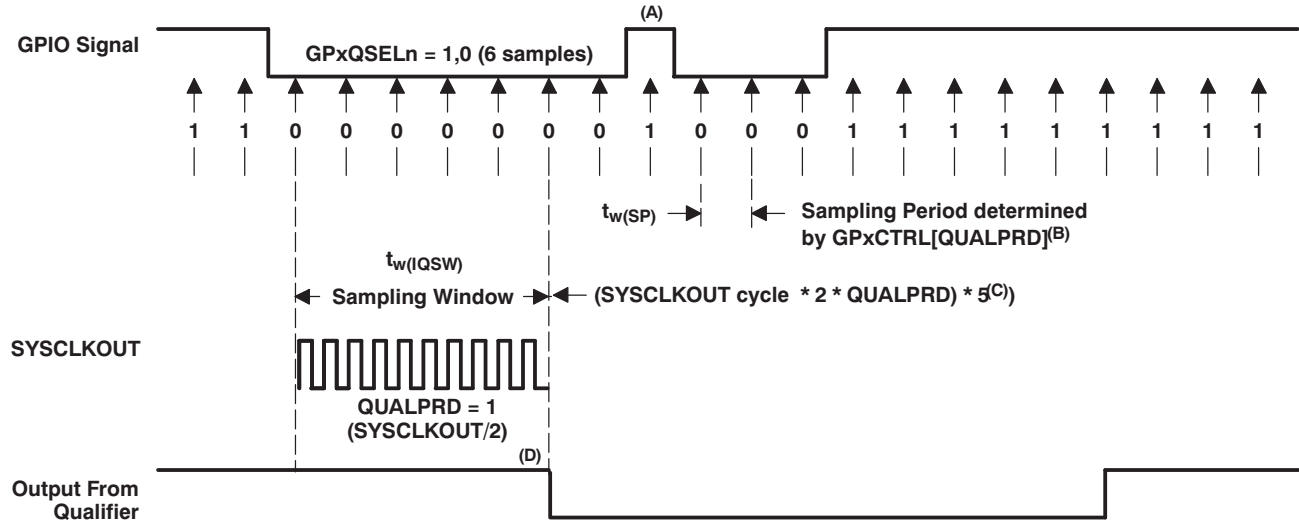 (A)
GPIO Signal
GPxQSELn = 1,0 (6 samples)
1 1 0 0 0 0 0 0 0 1 0 0 0 1 1 1 1 1 1 1 1 1
tw(SP)
Sampling Period determined
by GPxCTRL[QUALPRD](B)
tw(IQSW)
Sampling Window
(SYSCLKOUT cycle * 2 * QUALPRD) * 5(C))
SYSCLKOUT
QUALPRD = 1
(SYSCLKOUT/2)
(D)
Output From
Qualifier